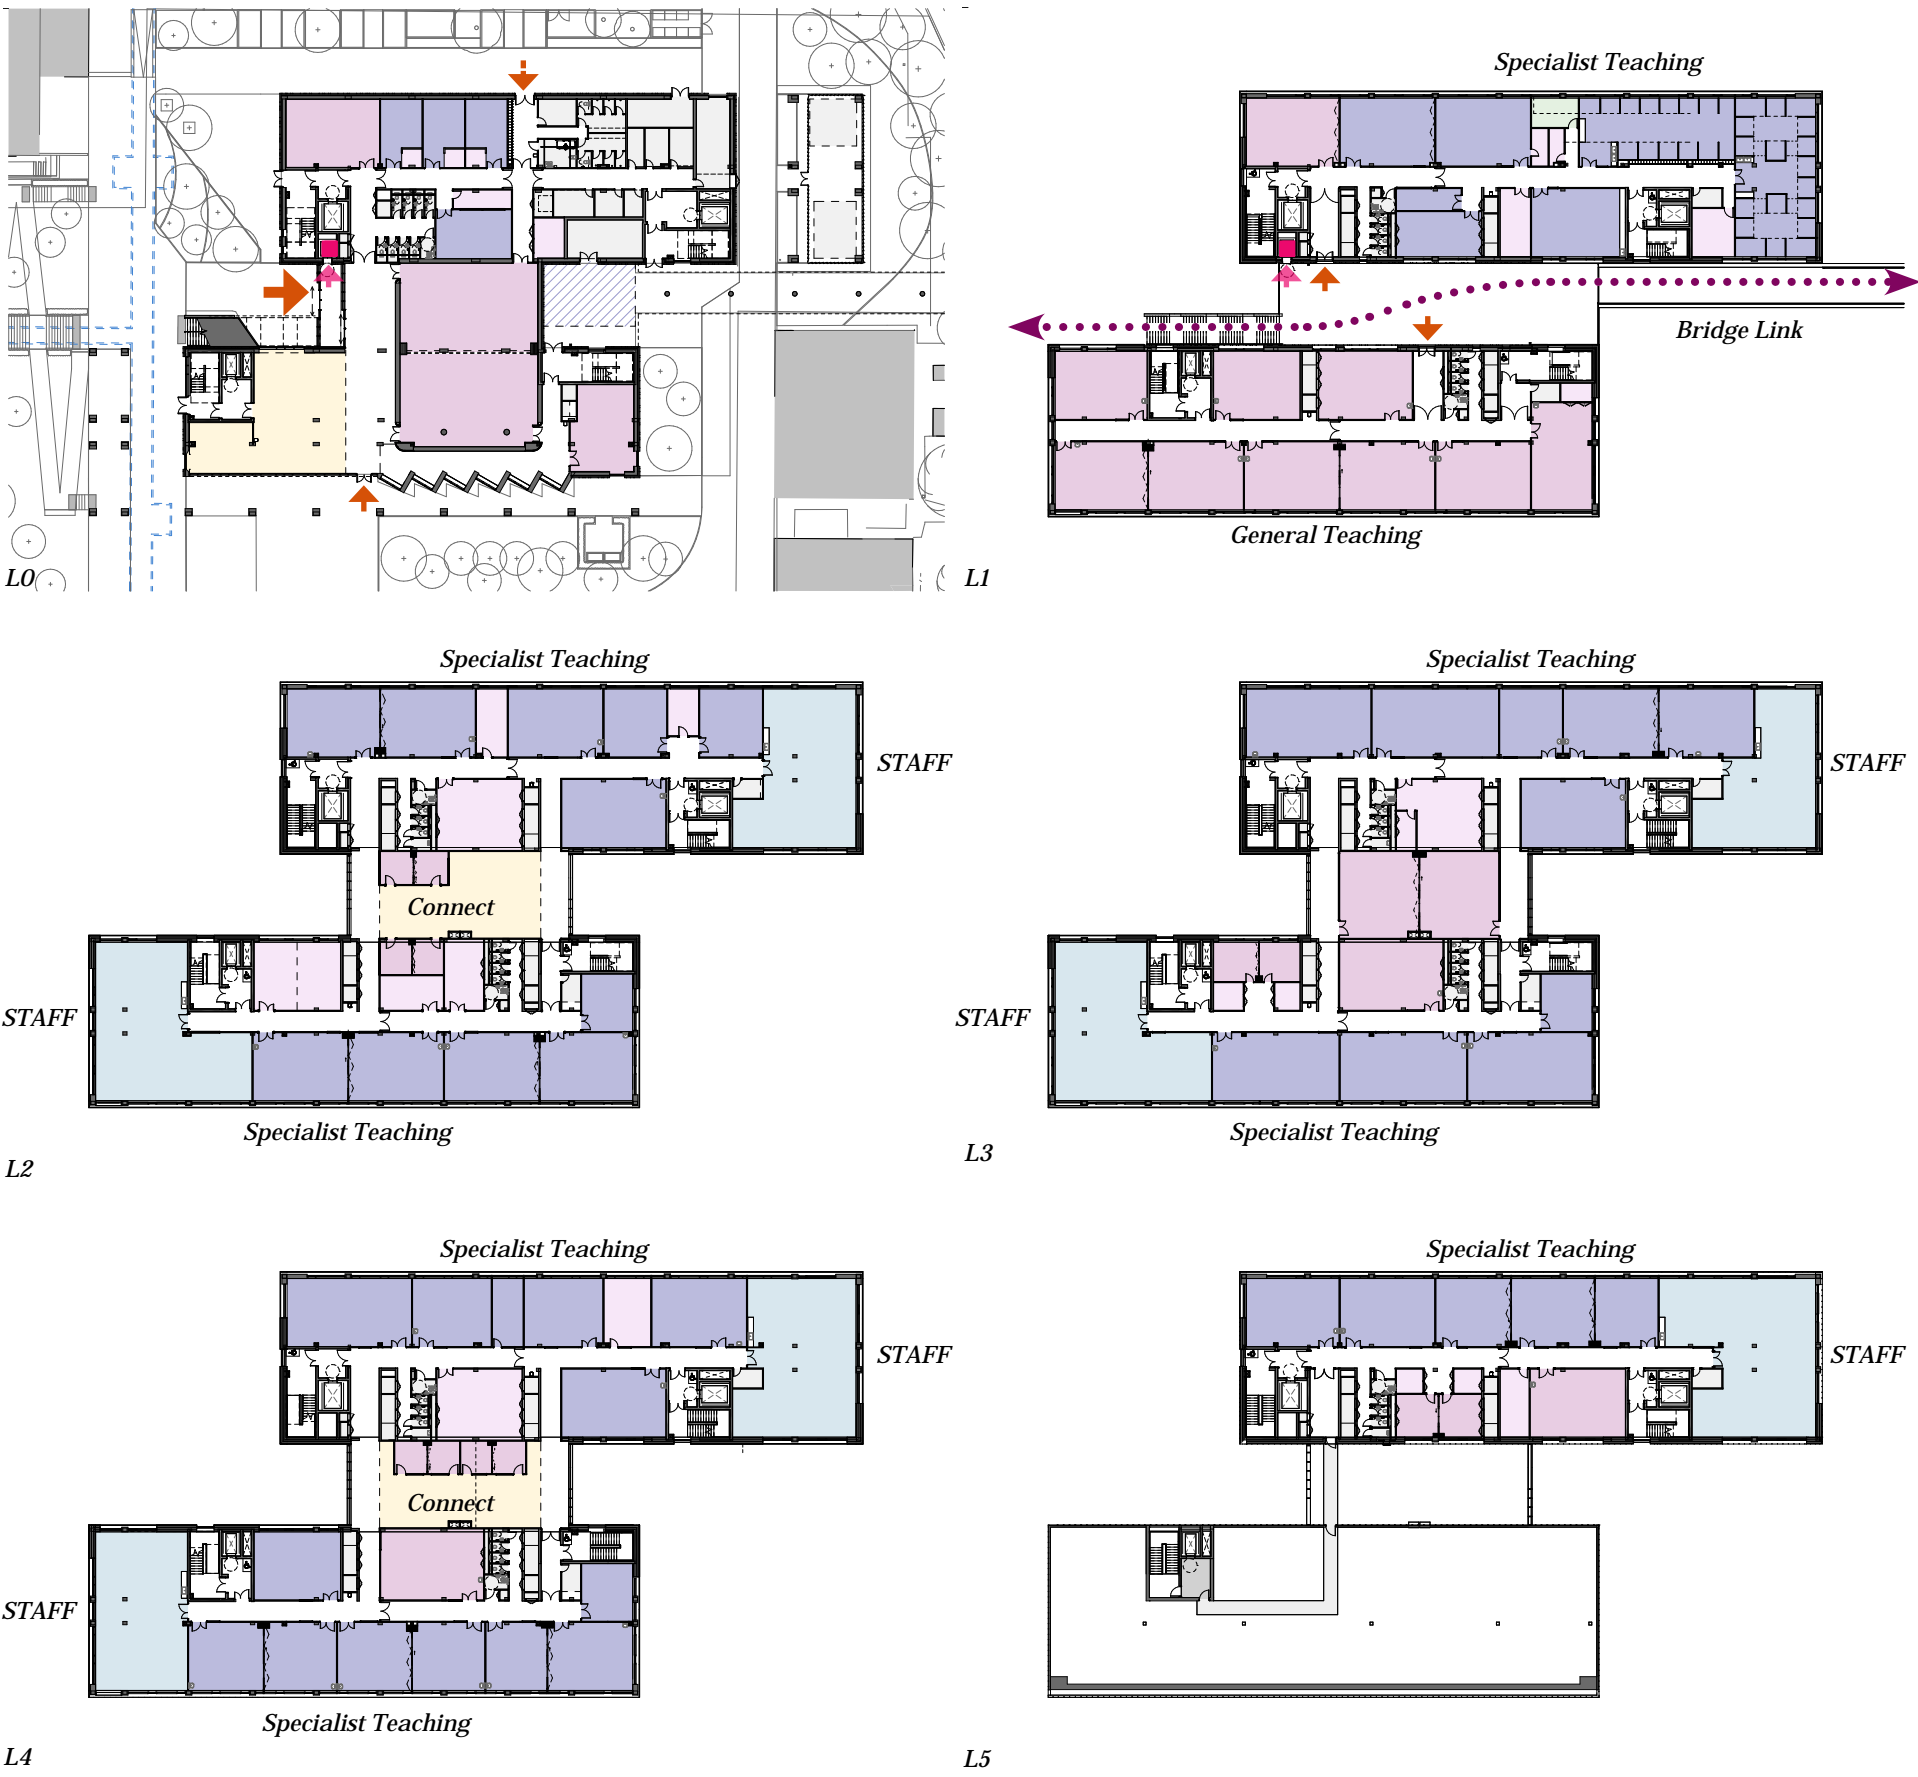 Specialist Teaching
Bridge Link
General Teaching
L0
L1
Specialist Teaching
STAFF
Connect
STAFF
Specialist Teaching
L2
Specialist Teaching
STAFF
STAFF
Specialist Teaching
L3
Specialist Teaching
STAFF
Connect
STAFF
Specialist Teaching
L4
Specialist Teaching
STAFF
L5